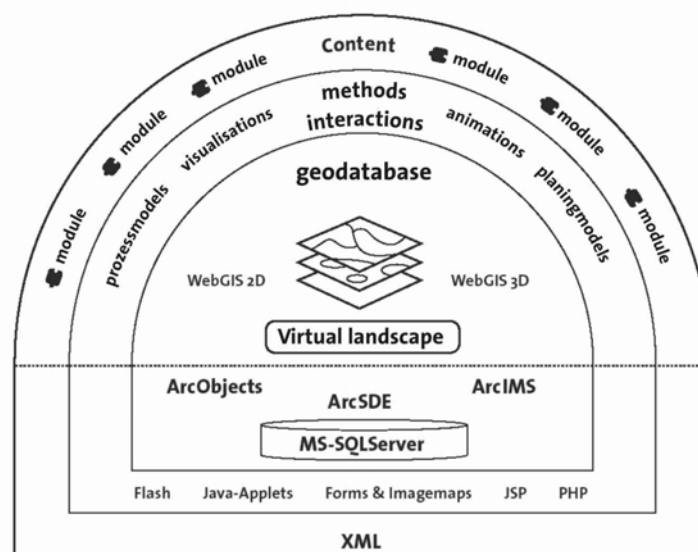 Content
module
module
module
module
module
module
methods
interactions
visualisations
animations
prozessmodels
planingmodels
geodatabase
WebGIS 2D
WebGIS 3D
Virtual landscape
ArcObjects
ArcSDE
ArcIMS
MS-SQLServer
Flash Java-Applets Forms & Imagemaps JSP PHP
XML